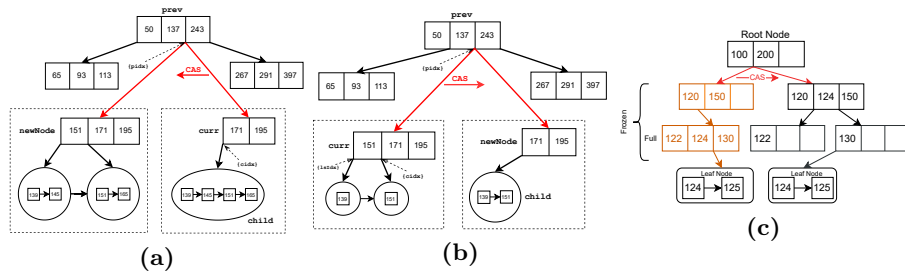 prev
50 137 243
{pidx}
CAS
65 93 113
267 291 397
newNode
151 171 195
curr
171 195
{cidx}
139 145
151 165
139 145 151 165
child
(a)
prev
50 137 243
{pidx}
CAS
65 93 113
267 291 397
curr
151 171 195
newNode
171 195
{cidx}
139
151
139 151
child
(b)
Root Node
100 200
CAS
120 150
120 124 150
Frozen
Full
122 124 130
122
130
Leaf Node
124 125
Leaf Node
124 125
(c)